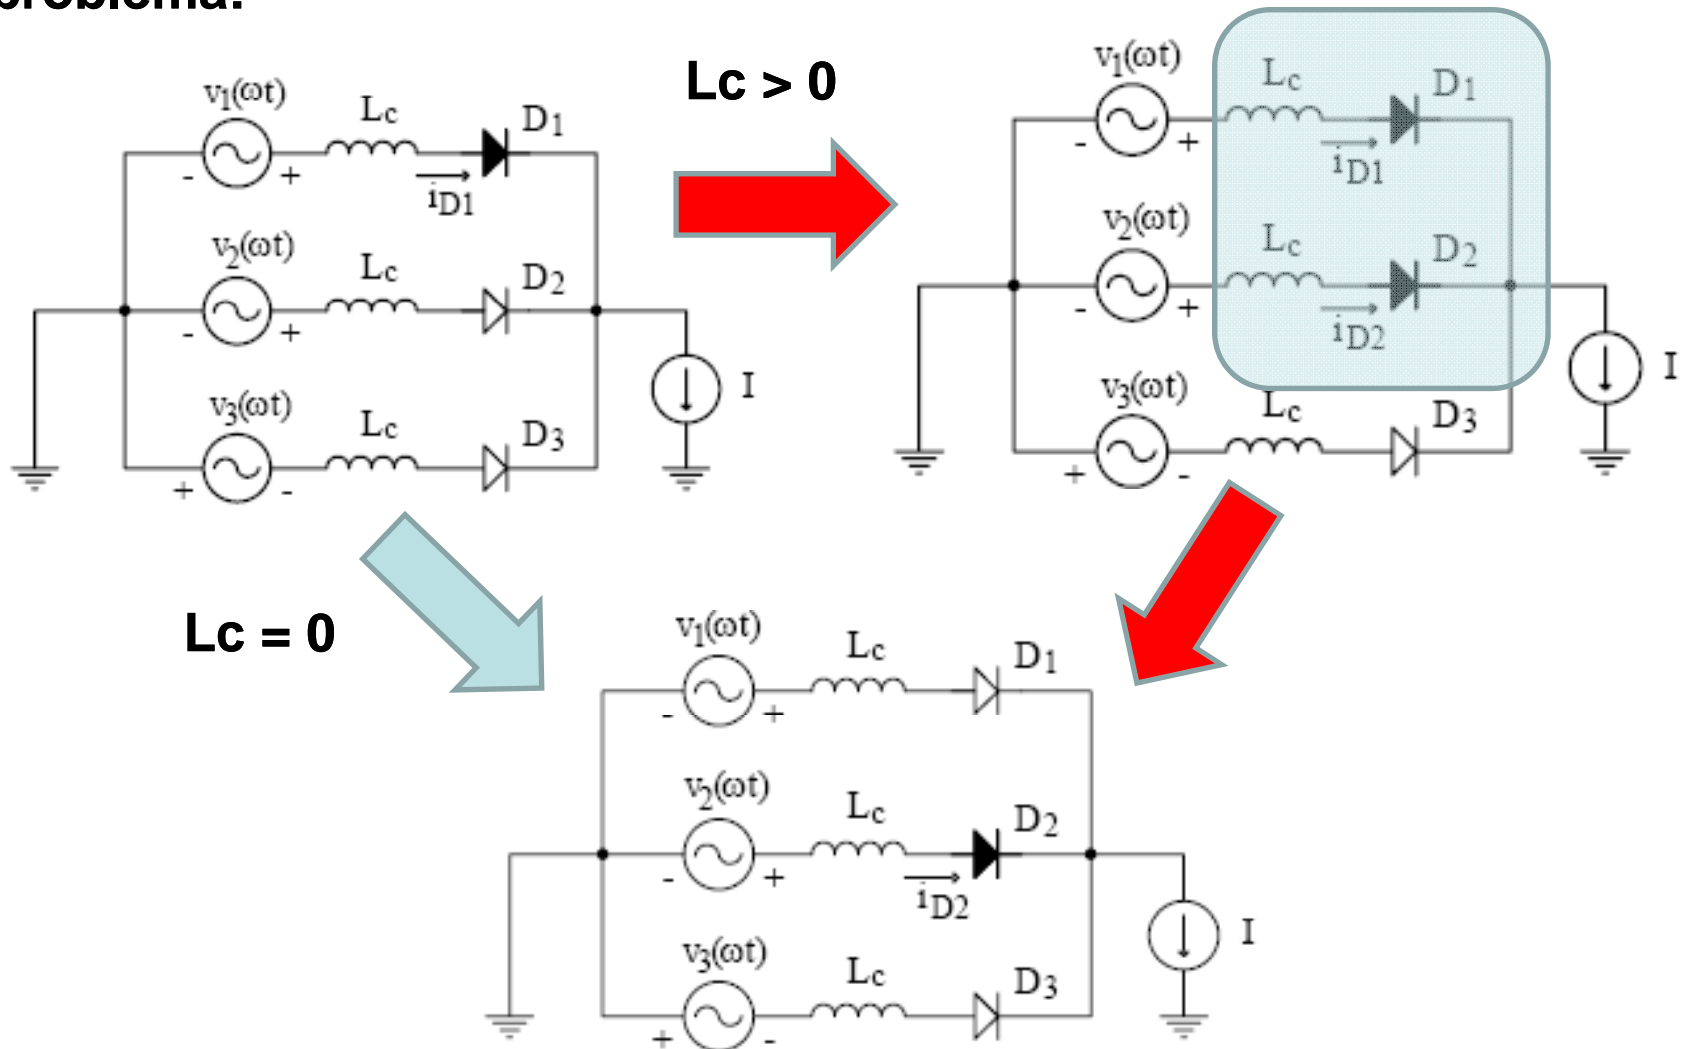 problema:
v1(ωt)
Lc
D1
- +
iD1
v2(ωt)
Lc
D2
- +
I
v3(ωt)
Lc
D3
+ -
Lc > 0
v1(ωt)
Lc
D1
- +
iD1
v2(ωt)
Lc
D2
- +
iD2
I
v3(ωt)
Lc
D3
+ -
Lc = 0
v1(ωt)
Lc
D1
- +
v2(ωt)
Lc
D2
- +
iD2
I
v3(ωt)
Lc
D3
+ -